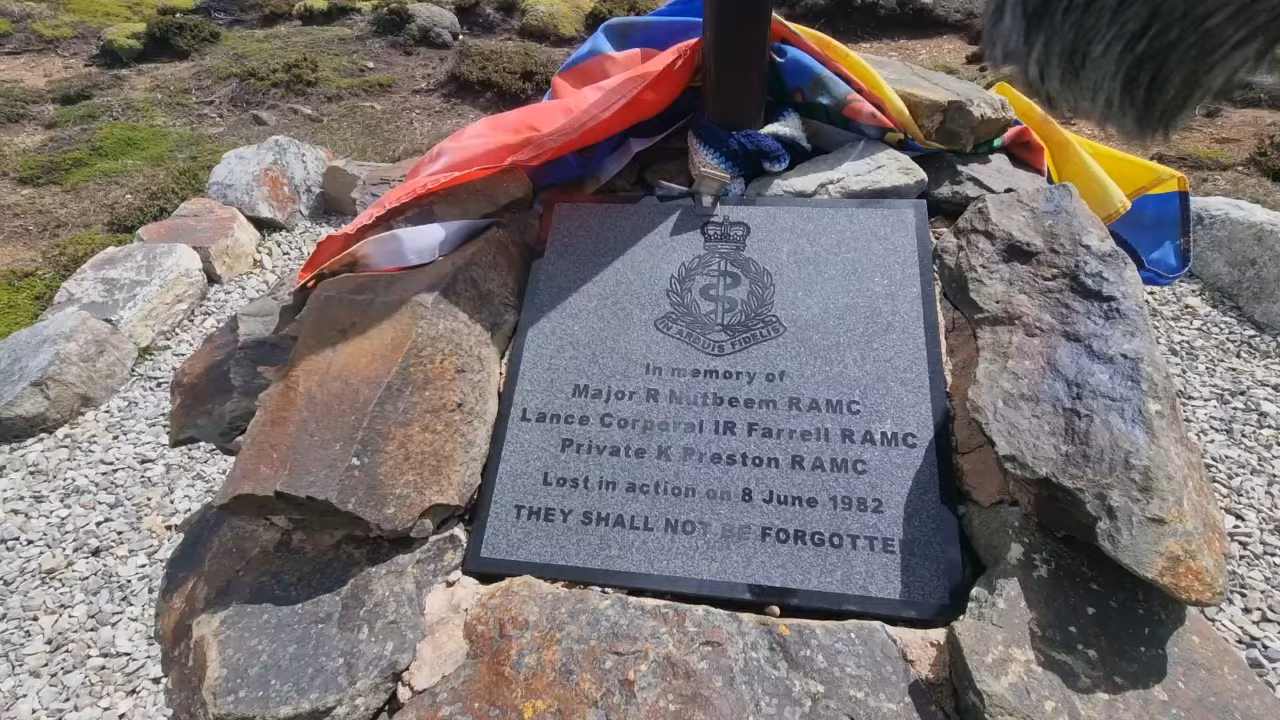 IN ARDUIS FIDELIS
In memory of
Major R Nutbeem RAMC
Lance Corporal IR Farrell RAMC
Private K Preston RAMC
Lost in action on 8 June 1982
THEY SHALL NOT BE FORGOTTEN